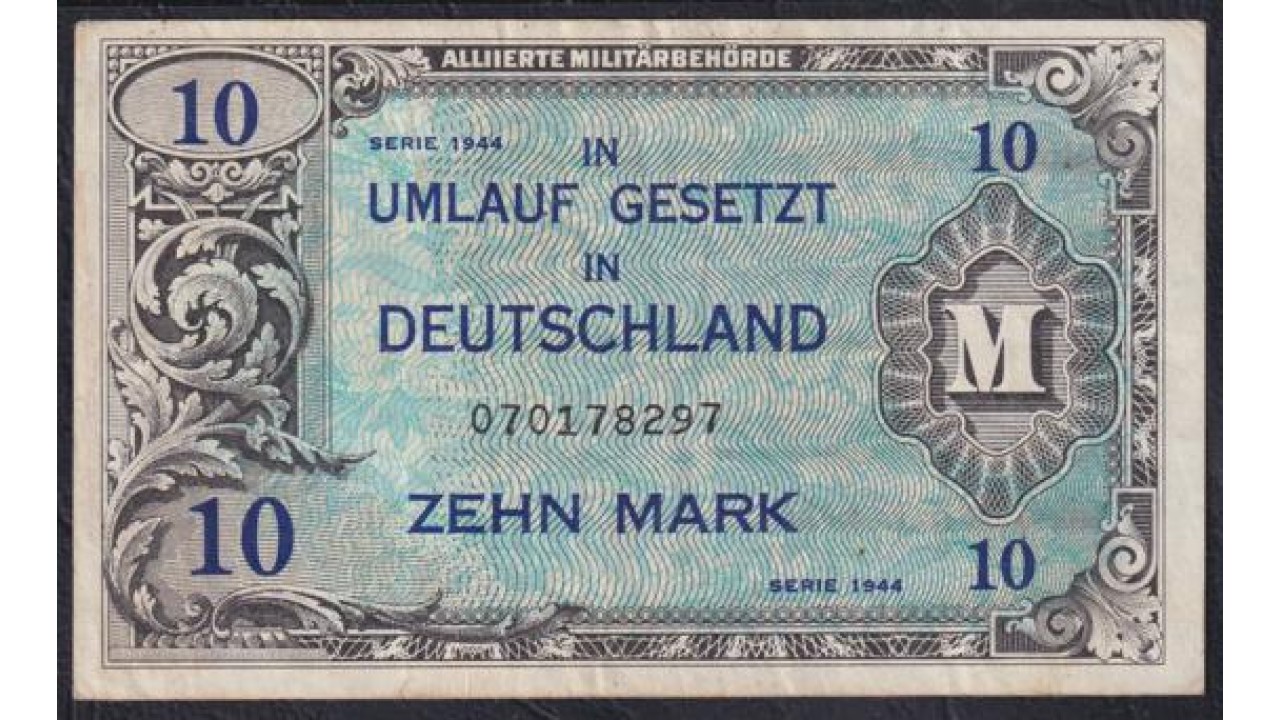 ALLIIERTE MILITÄRBEHÖRDE
10
10
SERIE 1944
IN
UMLAUF GESETZT
IN
DEUTSCHLAND
M
070178297
10
ZEHN MARK
10
SERIE 1944